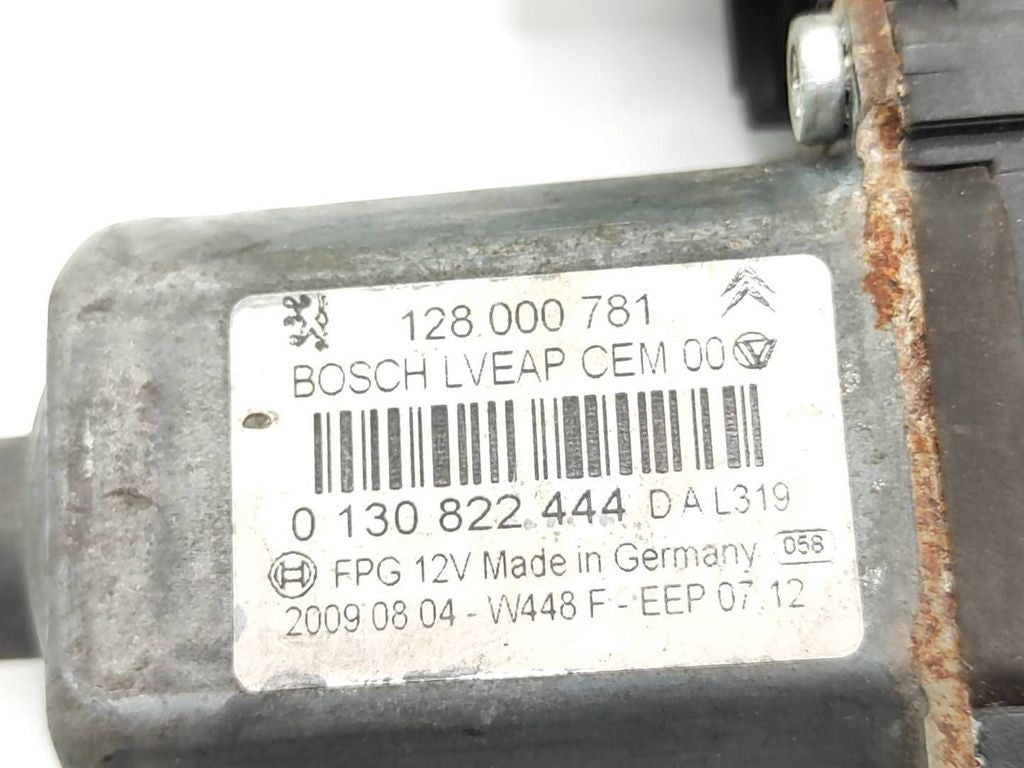 128.000 781
BOSCH LVEAP CEM 00
0 130 822 444 D A L319
FPG 12V Made in Germany 058
2009 08 04 - W448 F - EEP 07.12